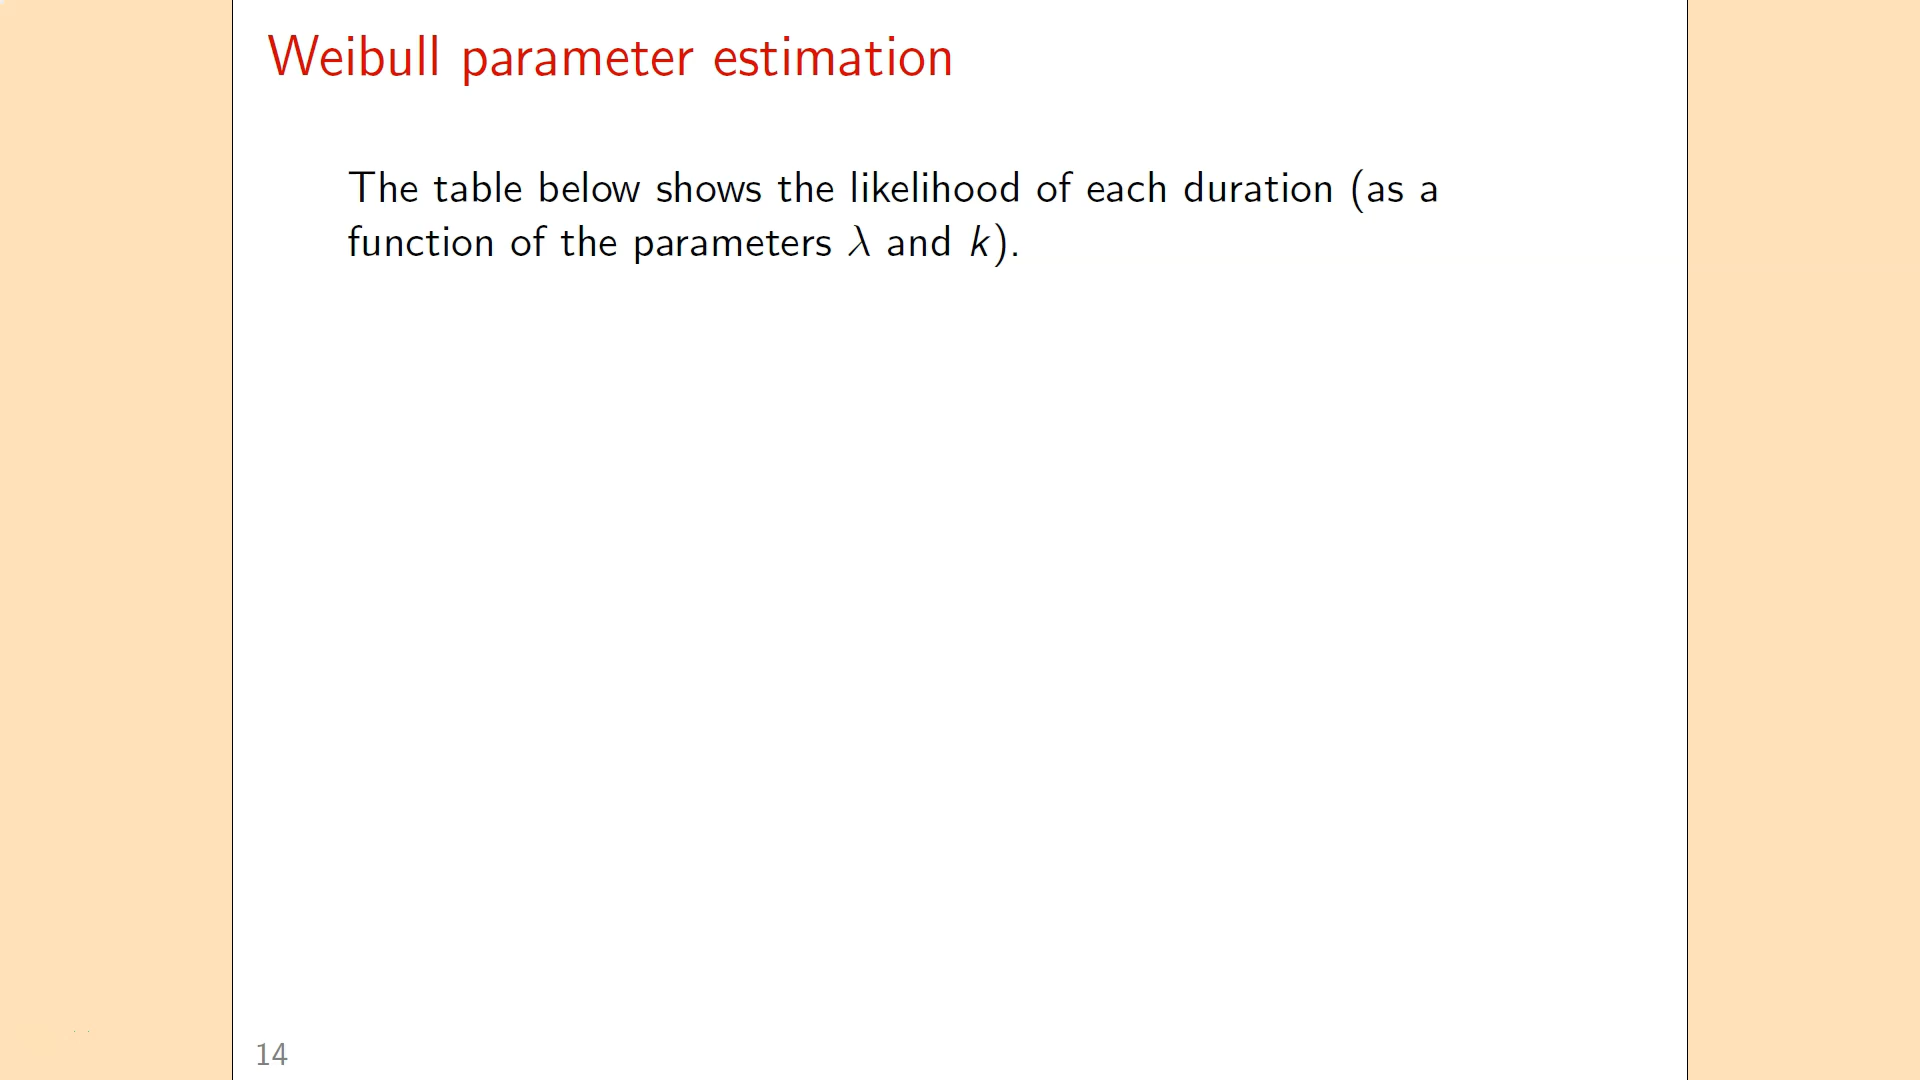 Weibull parameter estimation
The table below shows the likelihood of each duration (as a
function of the parameters λ and k).
14